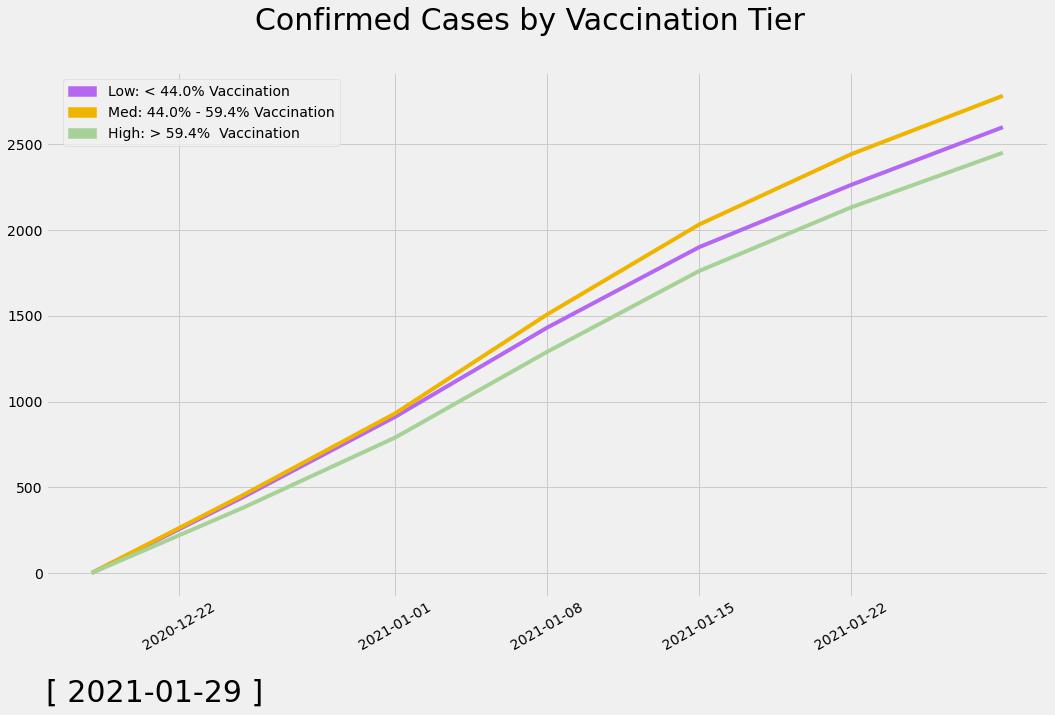 Confirmed Cases by Vaccination Tier
Low: < 44.0% Vaccination
Med: 44.0% - 59.4% Vaccination
High: > 59.4%  Vaccination
2500
2000
1500
1000
500
0
2020-12-22
2021-01-01
2021-01-08
2021-01-15
2021-01-22
[ 2021-01-29 ]